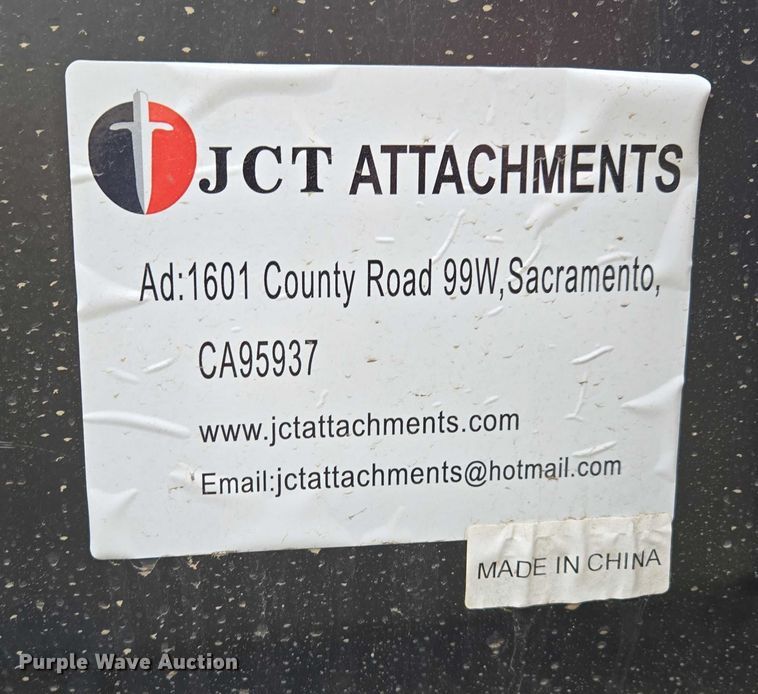 JCT ATTACHMENTS
Ad:1601 County Road 99W,Sacramento,
CA95937
www.jctattachments.com
Email:jctattachments@hotmail.com
MADE IN CHINA
Purple Wave Auction